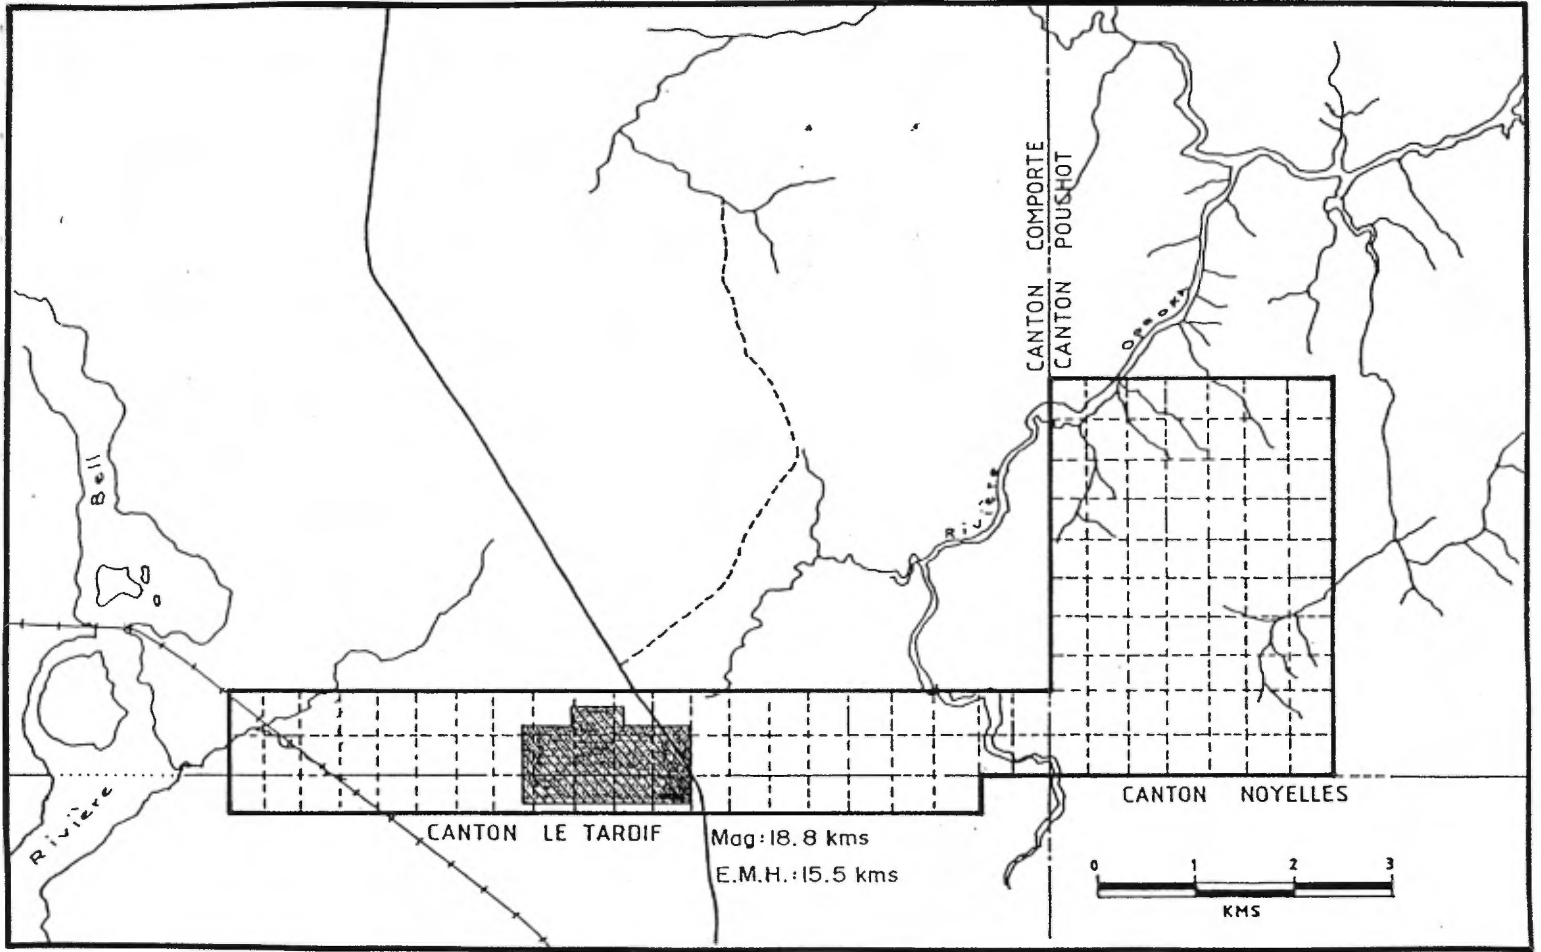 CANTON COMPORTE
CANTON POUSHOT
Rivière Opaoka
Rivière Bell
CANTON LE TARDIF
CANTON NOYELLES
Mag:18.8 kms
E.M.H.:15.5 kms
0 1 2 3
KMS